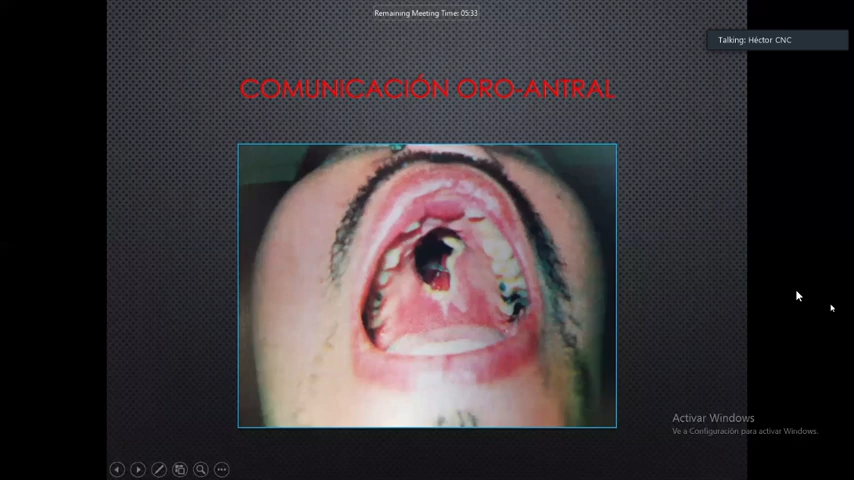 Remaining Meeting Time: 05:33
Talking: Héctor CNC
COMUNICACIÓN ORO-ANTRAL
Activar Windows
Ve a Configuración para activar Windows.